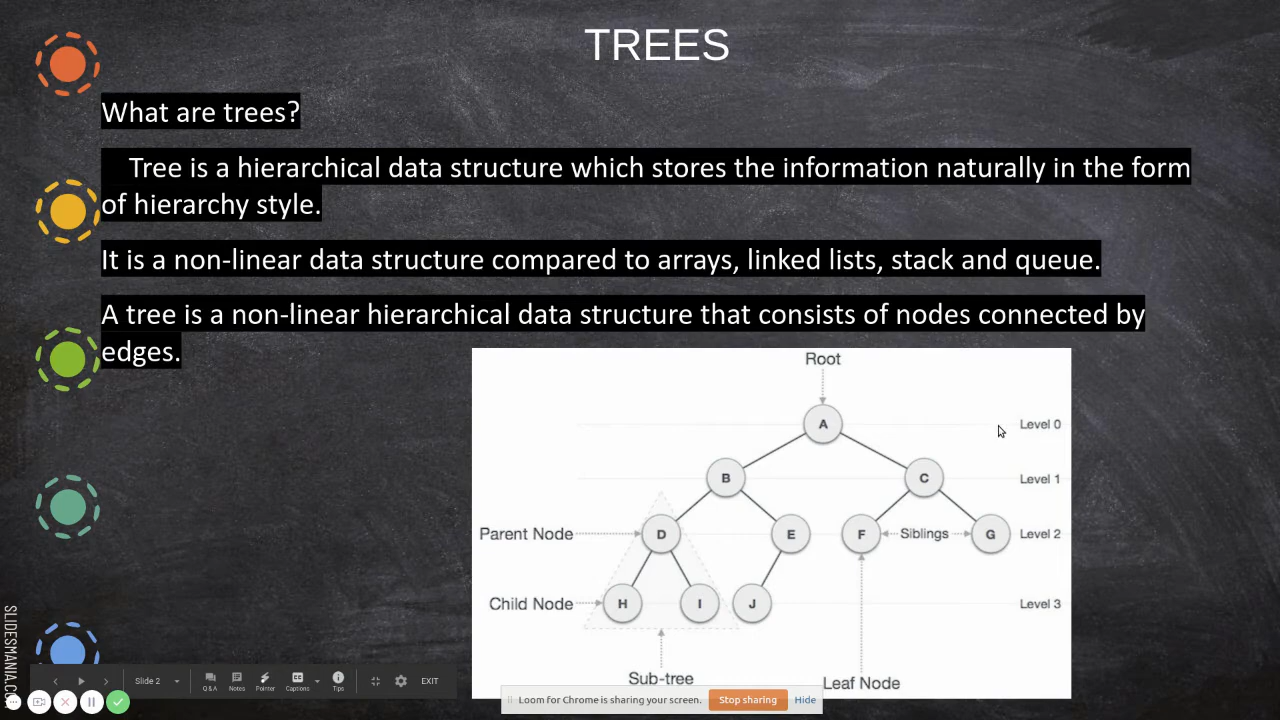 TREES
What are trees?
Tree is a hierarchical data structure which stores the information naturally in the form
of hierarchy style.
It is a non-linear data structure compared to arrays, linked lists, stack and queue.
A tree is a non-linear hierarchical data structure that consists of nodes connected by
edges.
Root
A
Level 0
B
C
Level 1
Parent Node
D
E
F
Siblings
G
Level 2
Child Node
H
I
J
Level 3
Sub-tree
Leaf Node
SLIDESMANIA.CO
Slide 2
Q&A
Notes
Pointer
Captions
Tips
EXIT
Loom for Chrome is sharing your screen.
Stop sharing
Hide